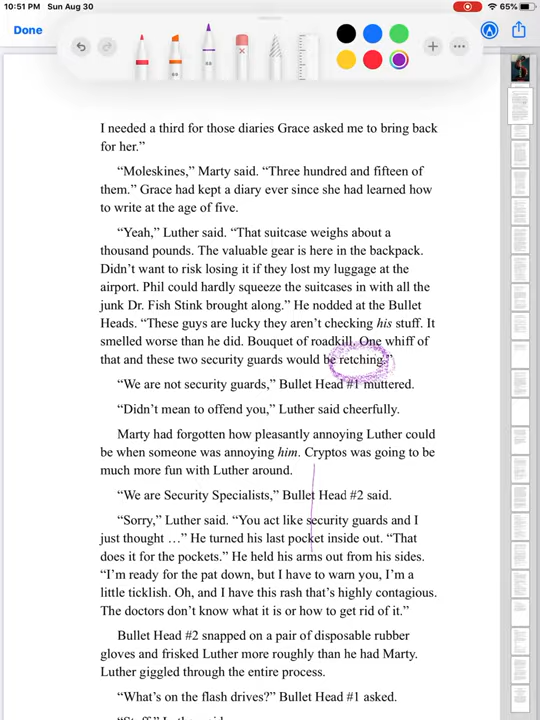 10:51 PM Sun Aug 30 65%
Done
I needed a third for those diaries Grace asked me to bring back
for her.”
“Moleskines,” Marty said. “Three hundred and fifteen of
them.” Grace had kept a diary ever since she had learned how
to write at the age of five.
“Yeah,” Luther said. “That suitcase weighs about a
thousand pounds. The valuable gear is here in the backpack.
Didn’t want to risk losing it if they lost my luggage at the
airport. Phil could hardly squeeze the suitcases in with all the
junk Dr. Fish Stink brought along.” He nodded at the Bullet
Heads. “These guys are lucky they aren’t checking his stuff. It
smelled worse than he did. Bouquet of roadkill. One whiff of
that and these two security guards would be retching.”
“We are not security guards,” Bullet Head #1 muttered.
“Didn’t mean to offend you,” Luther said cheerfully.
Marty had forgotten how pleasantly annoying Luther could
be when someone was annoying him. Cryptos was going to be
much more fun with Luther around.
“We are Security Specialists,” Bullet Head #2 said.
“Sorry,” Luther said. “You act like security guards and I
just thought …” He turned his last pocket inside out. “That
does it for the pockets.” He held his arms out from his sides.
“I’m ready for the pat down, but I have to warn you, I’m a
little ticklish. Oh, and I have this rash that’s highly contagious.
The doctors don’t know what it is or how to get rid of it.”
Bullet Head #2 snapped on a pair of disposable rubber
gloves and frisked Luther more roughly than he had Marty.
Luther giggled through the entire process.
“What’s on the flash drives?” Bullet Head #1 asked.